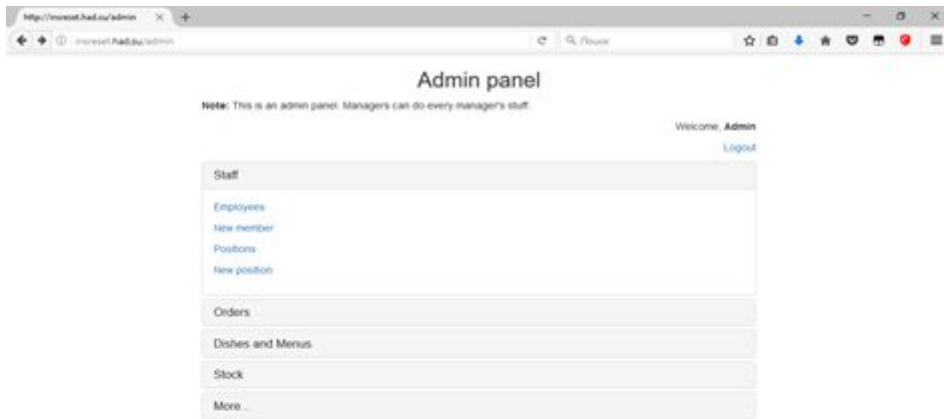 Admin panel
Note: This is an admin panel. Managers can do every manager's stuff.
Welcome, Admin
Logout
Staff
Employees
New member
Positions
New position
Orders
Dishes and Menus
Stock
More...